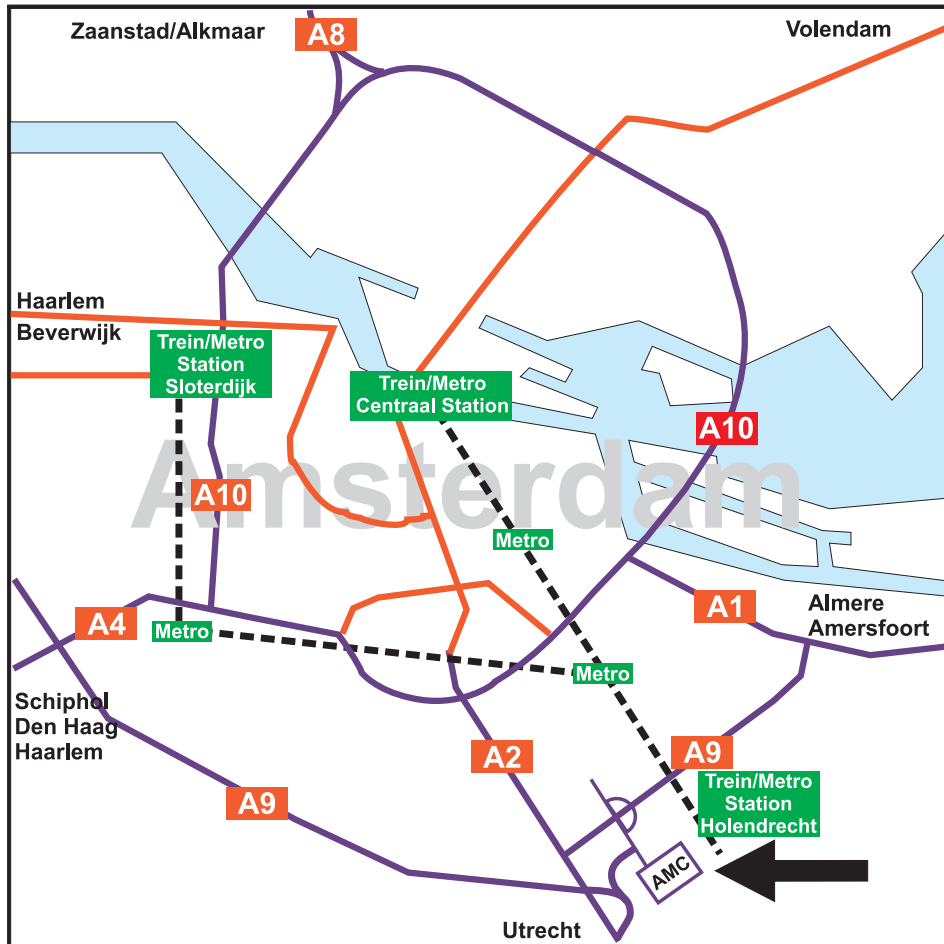 Zaanstad/Alkmaar
A8
Volendam
Haarlem
Beverwijk
Trein/Metro
Station
Sloterdijk
Trein/Metro
Centraal Station
A10
Amsterdam
A10
Metro
A4
Metro
A1
Almere
Amersfoort
Metro
Schiphol
Den Haag
Haarlem
A2
A9
A9
Trein/Metro
Station
Holendrecht
AMC
Utrecht